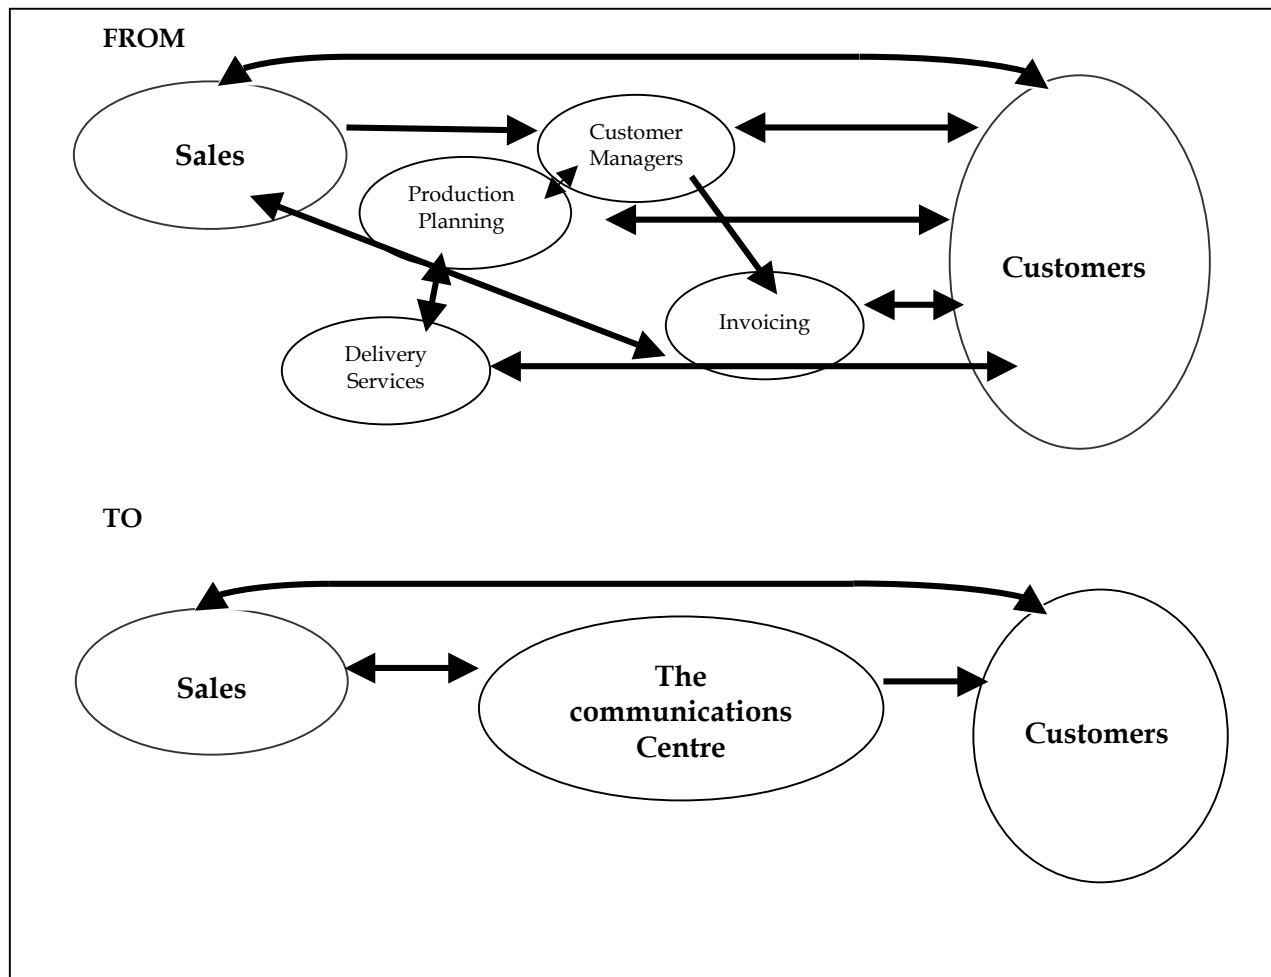 FROM
Sales
Customer
Managers
Production
Planning
Customers
Invoicing
Delivery
Services
TO
Sales
The
communications
Centre
Customers